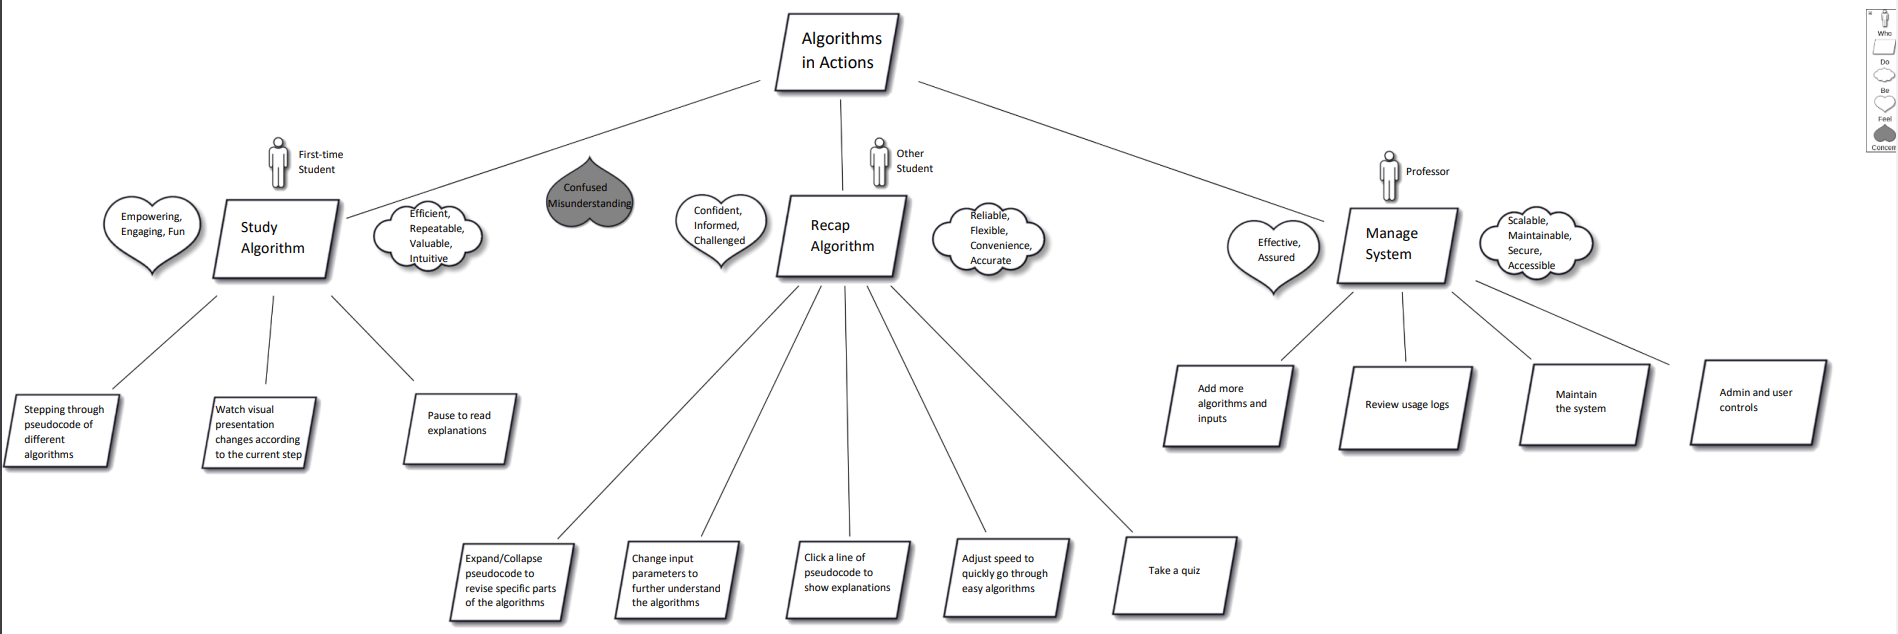 Algorithms
in Actions
Who
Do
Be
Feel
Concern
First-time
Student
Other
Student
Professor
Empowering,
Engaging, Fun
Study
Algorithm
Efficient,
Repeatable,
Valuable,
Intuitive
Confused
Misunderstanding
Confident,
Informed,
Challenged
Recap
Algorithm
Reliable,
Flexible,
Convenience,
Accurate
Effective,
Assured
Manage
System
Scalable,
Maintainable,
Secure,
Accessible
Stepping through
pseudocode of
different
algorithms
Watch visual
presentation
changes according
to the current step
Pause to read
explanations
Add more
algorithms and
inputs
Review usage logs
Maintain
the system
Admin and user
controls
Expand/Collapse
pseudocode to
revise specific parts
of the algorithms
Change input
parameters to
further understand
the algorithms
Click a line of
pseudocode to
show explanations
Adjust speed to
quickly go through
easy algorithms
Take a quiz